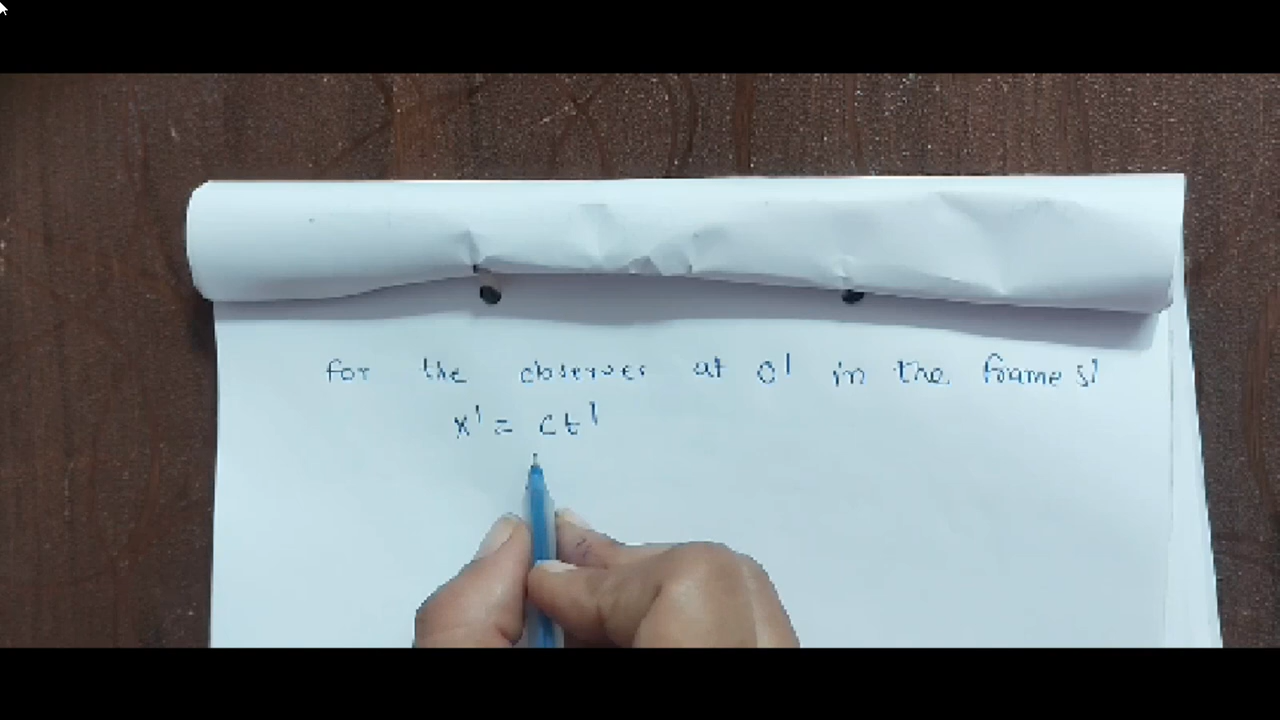 for the observer at O' in the frame S'
x' = ct'